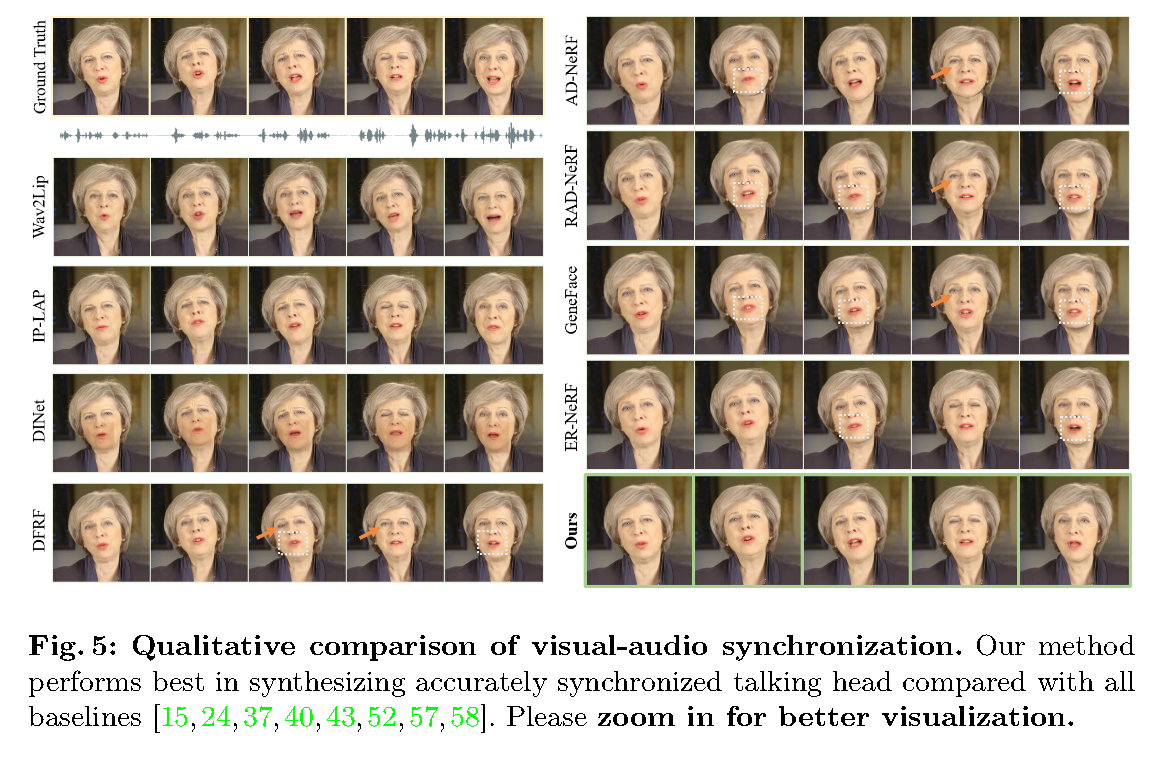 Ground Truth
Wav2Lip
IP-LAP
DINet
DFRF
AD-NeRF
RAD-NeRF
GeneFace
ER-NeRF
Ours
Fig. 5: Qualitative comparison of visual-audio synchronization. Our method
performs best in synthesizing accurately synchronized talking head compared with all
baselines [15,24,37,40,43,52,57,58]. Please zoom in for better visualization.